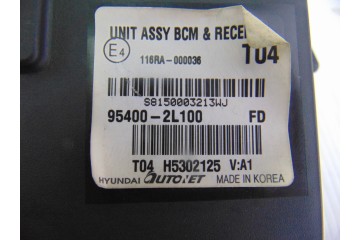 UNIT ASSY BCM & RECE
E4
116RA-000036
T04
S8150003213WJ
95400-2L100 FD
T04 H5302125 V:A1
HYUNDAI AUTONET MADE IN KOREA